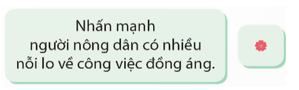 Nhấn mạnh
người nông dân có nhiều
nỗi lo về công việc đồng áng.